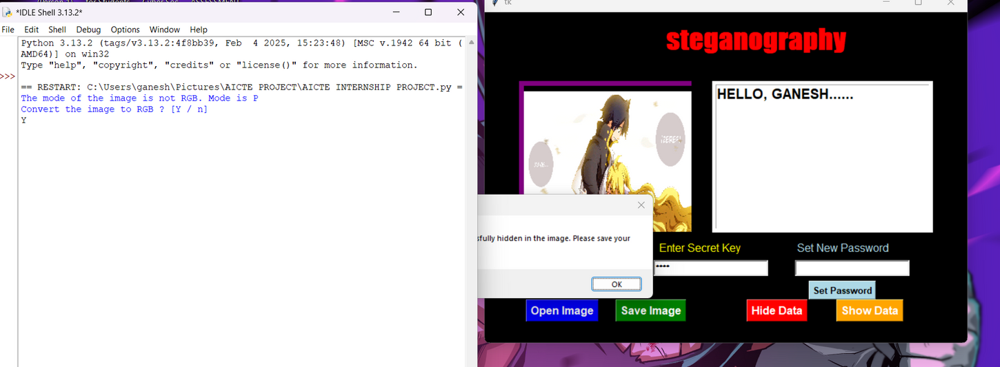 *IDLE Shell 3.13.2*
File Edit Shell Debug Options Window Help
Python 3.13.2 (tags/v3.13.2:4f8bb39, Feb  4 2025, 15:23:48) [MSC v.1942 64 bit (
AMD64)] on win32
Type "help", "copyright", "credits" or "license()" for more information.
>>>
== RESTART: C:\Users\ganesh\Pictures\AICTE PROJECT\AICTE INTERNSHIP PROJECT.py =
The mode of the image is not RGB. Mode is P
Convert the image to RGB ? [Y / n]
Y
tk
steganography
HELLO, GANESH......
sfully hidden in the image. Please save your
OK
Enter Secret Key
Set New Password
****
Set Password
Open Image
Save Image
Hide Data
Show Data